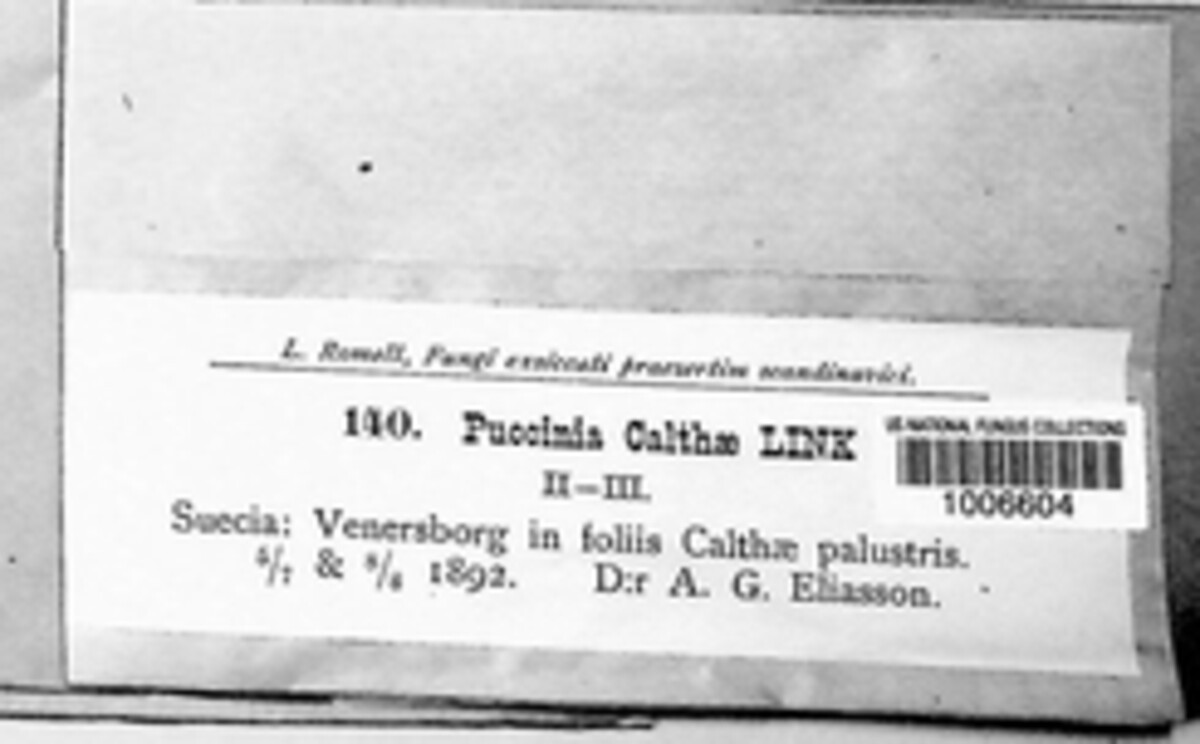 L. Romell, Fungi exsiccati præsertim scandinavici.
140. Puccinia Calthæ LINK
II–III.
Suecia: Venersborg in foliis Calthæ palustris.
& 1892. D:r A. G. Eliasson.
US NATIONAL FUNGUS COLLECTIONS
1006604